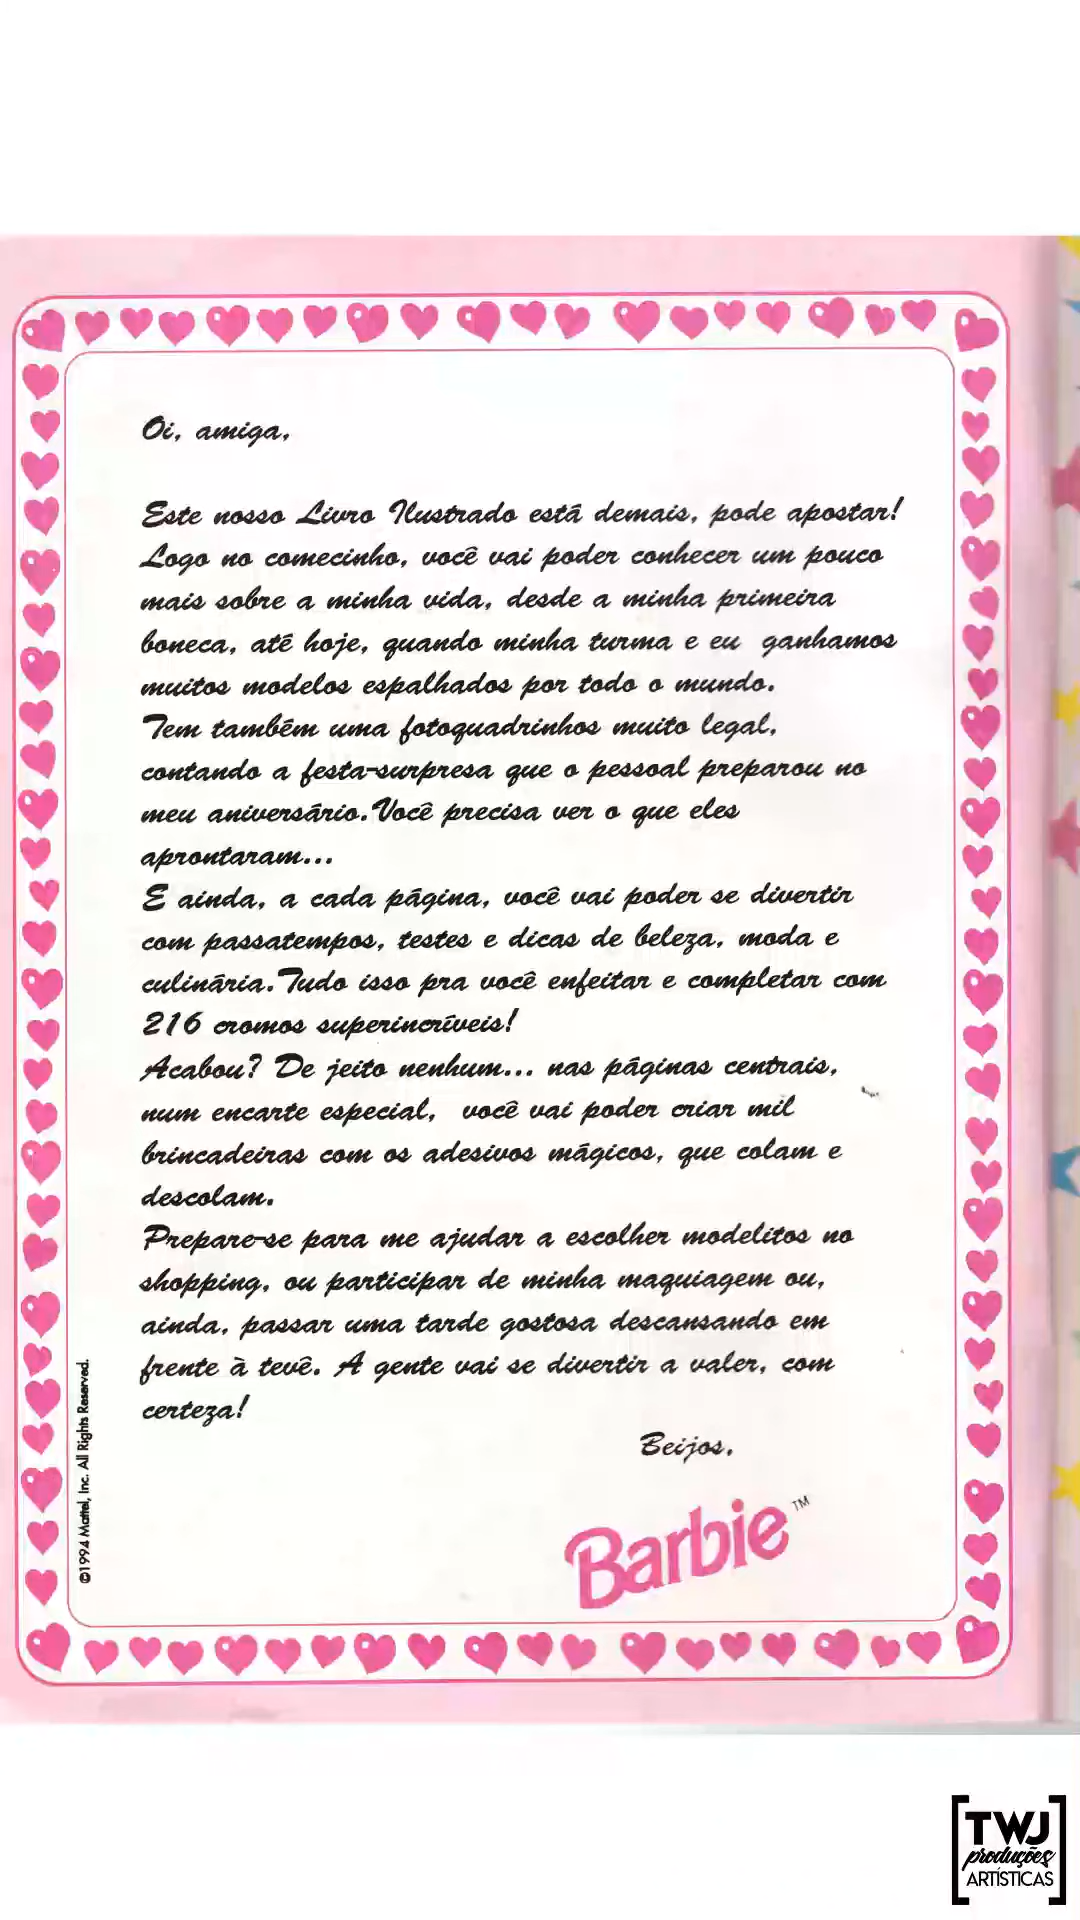 Oi, amiga,
Este nosso Livro Ilustrado está demais, pode apostar!
Logo no comecinho, você vai poder conhecer um pouco
mais sobre a minha vida, desde a minha primeira
boneca, até hoje, quando minha turma e eu ganhamos
muitos modelos espalhados por todo o mundo.
Tem também uma fotoquadrinhos muito legal,
contando a festa-surpresa que o pessoal preparou no
meu aniversário. Você precisa ver o que eles
aprontaram...
E ainda, a cada página, você vai poder se divertir
com passatempos, testes e dicas de beleza, moda e
culinária. Tudo isso pra você enfeitar e completar com
216 cromos superincríveis!
Acabou? De jeito nenhum... nas páginas centrais,
num encarte especial, você vai poder criar mil
brincadeiras com os adesivos mágicos, que colam e
descolam.
Prepare-se para me ajudar a escolher modelitos no
shopping, ou participar de minha maquiagem ou,
ainda, passar uma tarde gostosa descansando em
frente à tevê. A gente vai se divertir a valer, com
certeza!
Beijos,
Barbie™
©1994 Mattel, Inc. All Rights Reserved.
TWJ
produções
ARTÍSTICAS